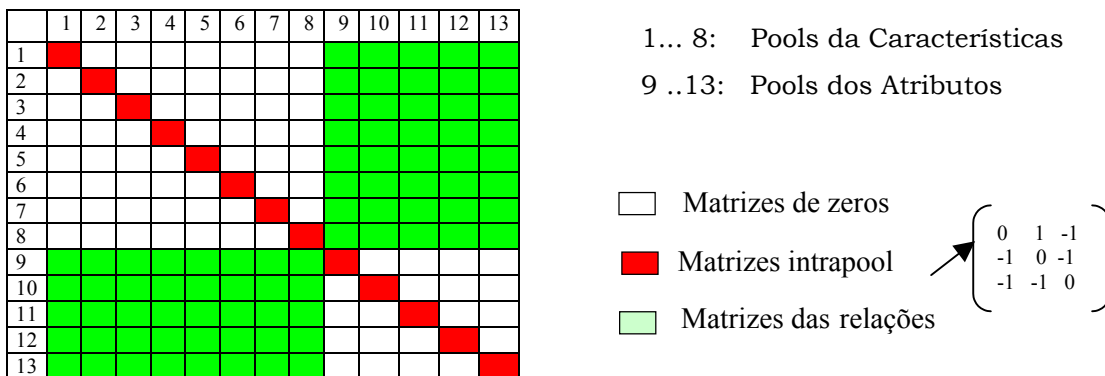 1 2 3 4 5 6 7 8 9 10 11 12 13
1
2
3
4
5
6
7
8
9
10
11
12
13
1... 8: Pools da Características
9 ..13: Pools dos Atributos
Matrizes de zeros
Matrizes intrapool
Matrizes das relações
0 1 -1
-1 0 -1
-1 -1 0